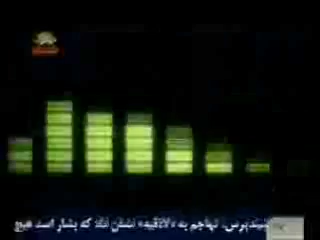 تهاجم به «لاذقیه» نشان داد که بشار اسد هیچ